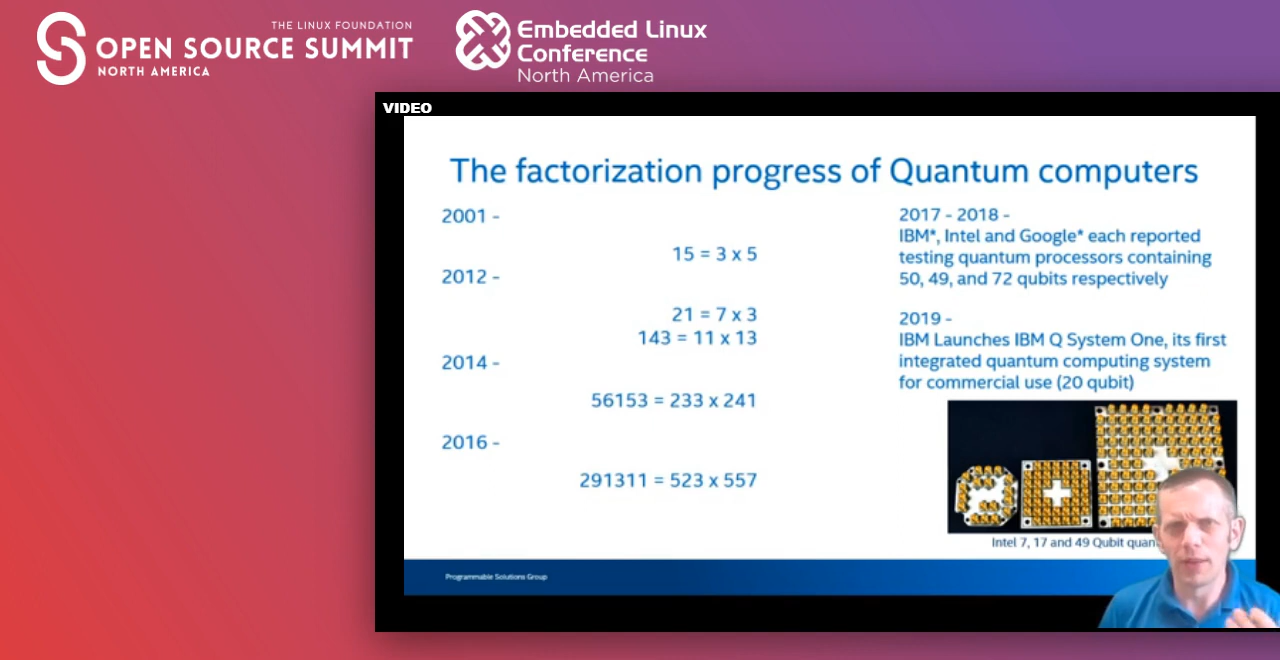 THE LINUX FOUNDATION
OPEN SOURCE SUMMIT
NORTH AMERICA
Embedded Linux
Conference
North America
VIDEO
The factorization progress of Quantum computers
2001 -
15 = 3 x 5
2012 -
21 = 7 x 3
143 = 11 x 13
2014 -
56153 = 233 x 241
2016 -
291311 = 523 x 557
2017 - 2018 -
IBM*, Intel and Google* each reported
testing quantum processors containing
50, 49, and 72 qubits respectively
2019 -
IBM Launches IBM Q System One, its first
integrated quantum computing system
for commercial use (20 qubit)
Intel 7, 17 and 49 Qubit quan
Programmable Solutions Group